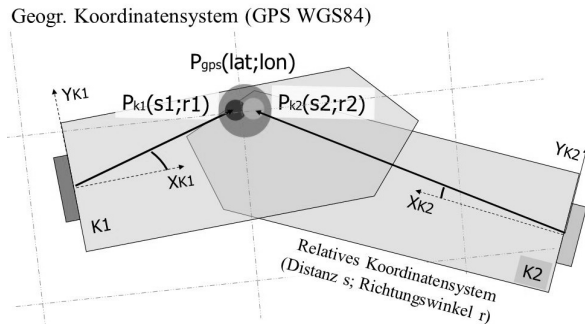 Geogr. Koordinatensystem (GPS WGS84)
Pgps(lat;lon)
YK1
Pk1(s1;r1)
Pk2(s2;r2)
YK2
XK1
XK2
K1
Relatives Koordinatensystem
(Distanz s; Richtungswinkel r)
K2